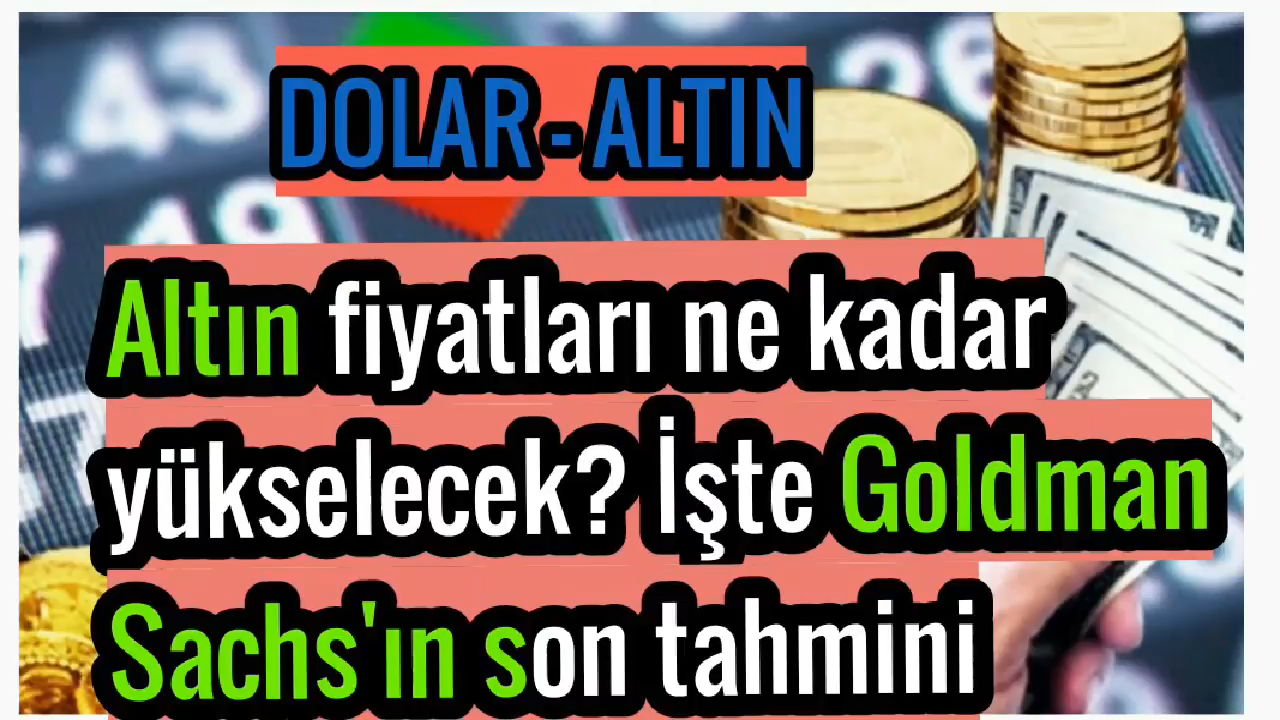 DOLAR - ALTIN
Altın fiyatları ne kadar
yükselecek? İşte Goldman
Sachs'ın son tahmini